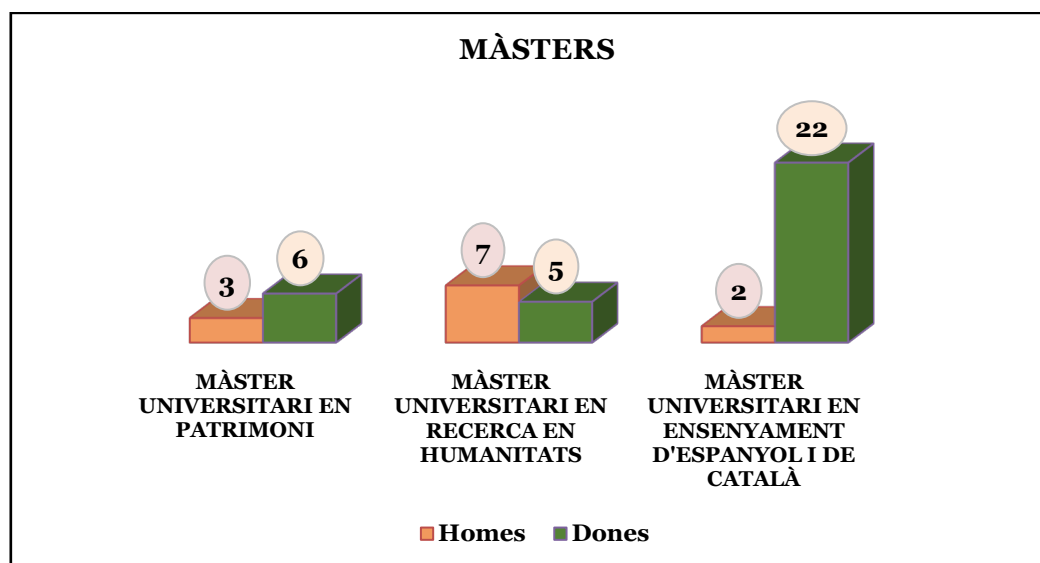 MÀSTERS
3
6
7
5
2
22
MÀSTER
UNIVERSITARI EN
PATRIMONI
MÀSTER
UNIVERSITARI EN
RECERCA EN
HUMANITATS
MÀSTER
UNIVERSITARI EN
ENSENYAMENT
D'ESPANYOL I DE
CATALÀ
Homes
Dones